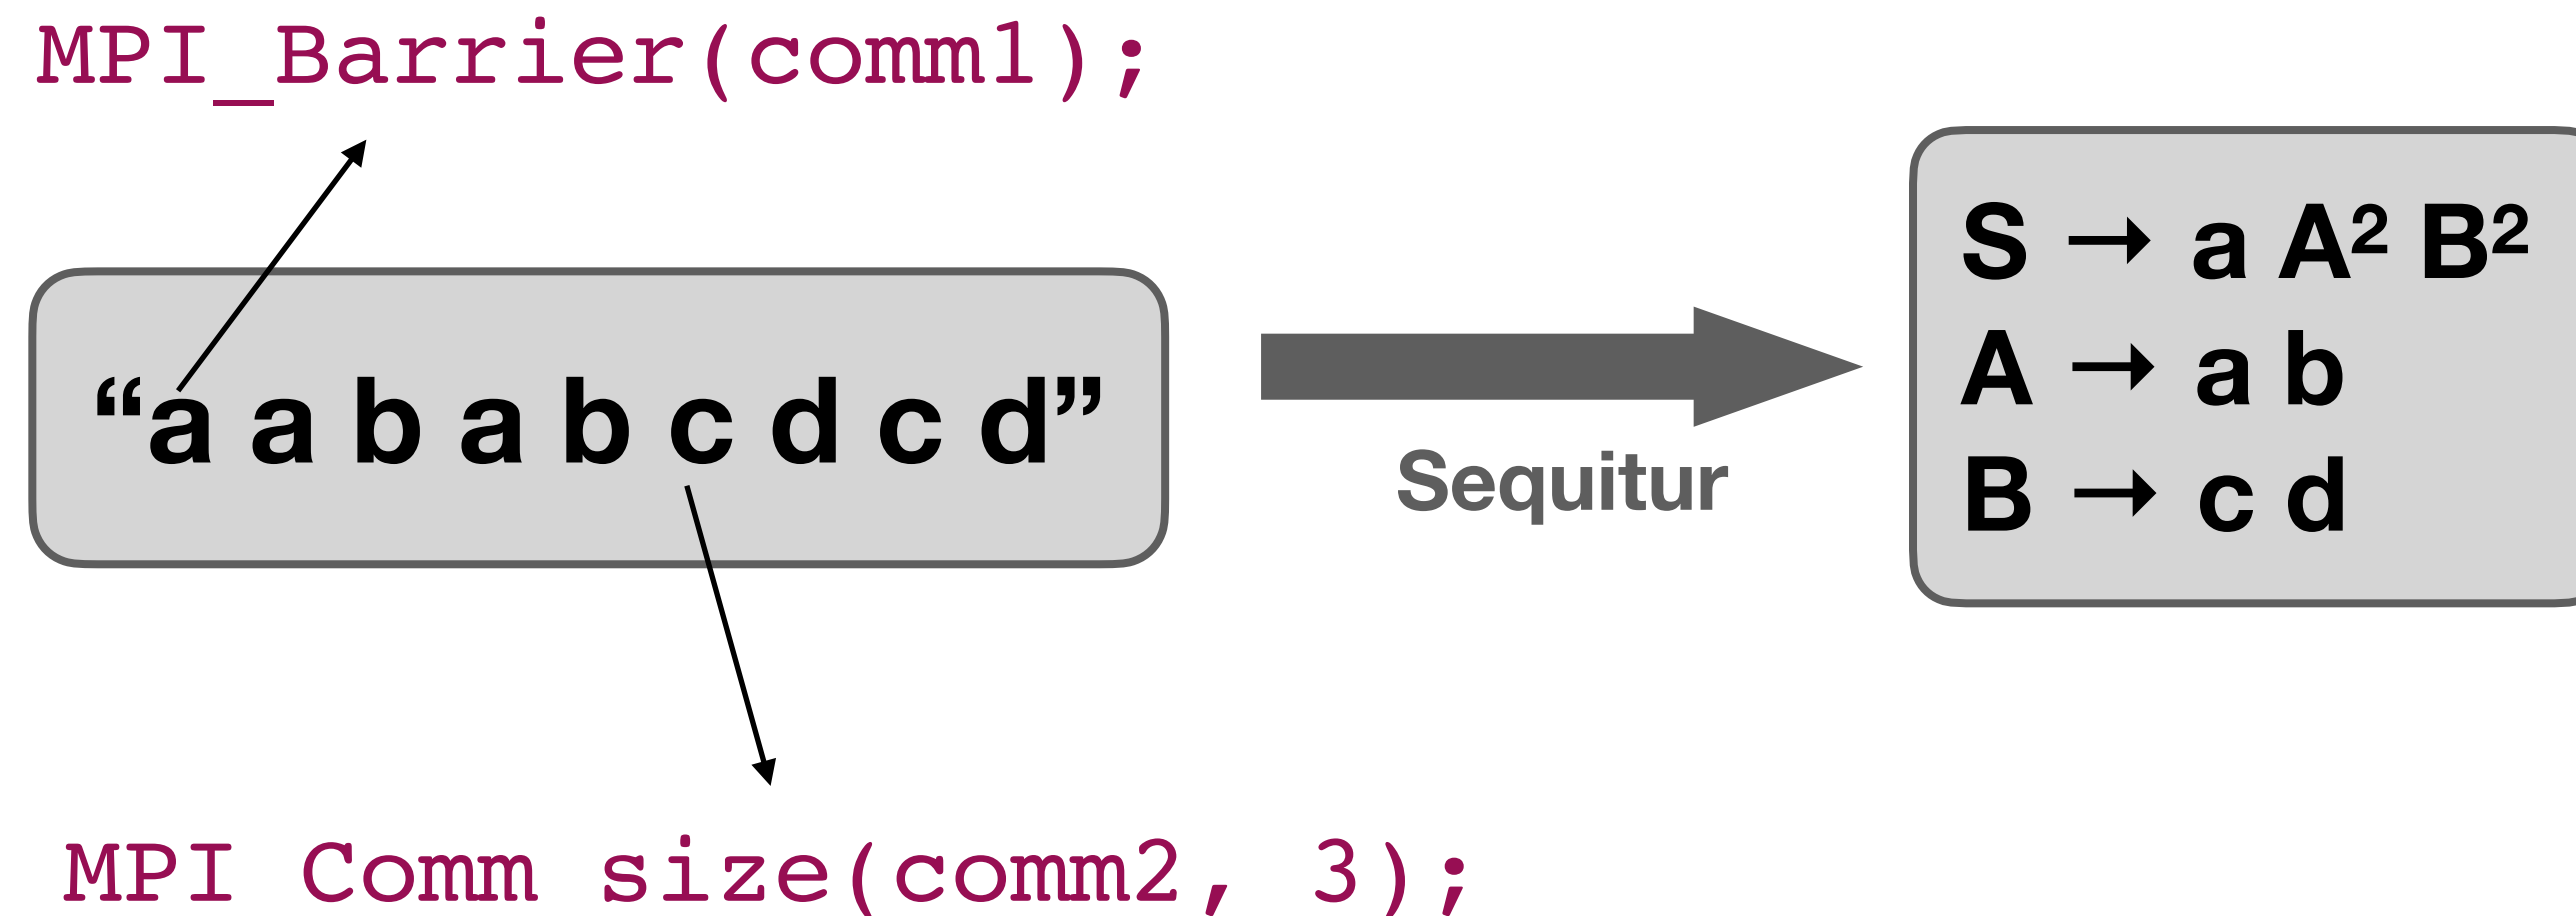 MPI_Barrier(comm1);
“a a b a b c d c d”
Sequitur
S → a A² B²
A → a b
B → c d
MPI Comm size(comm2, 3);